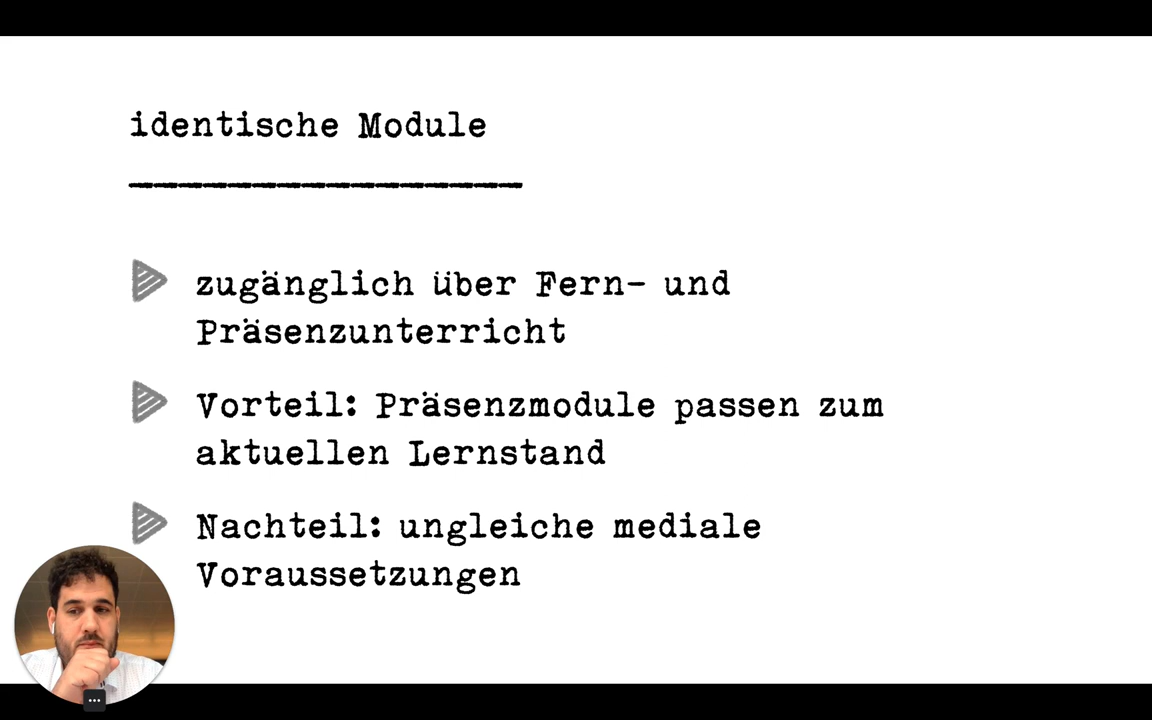 identische Module
zugänglich über Fern- und
Präsenzunterricht
Vorteil: Präsenzmodule passen zum
aktuellen Lernstand
Nachteil: ungleiche mediale
Voraussetzungen